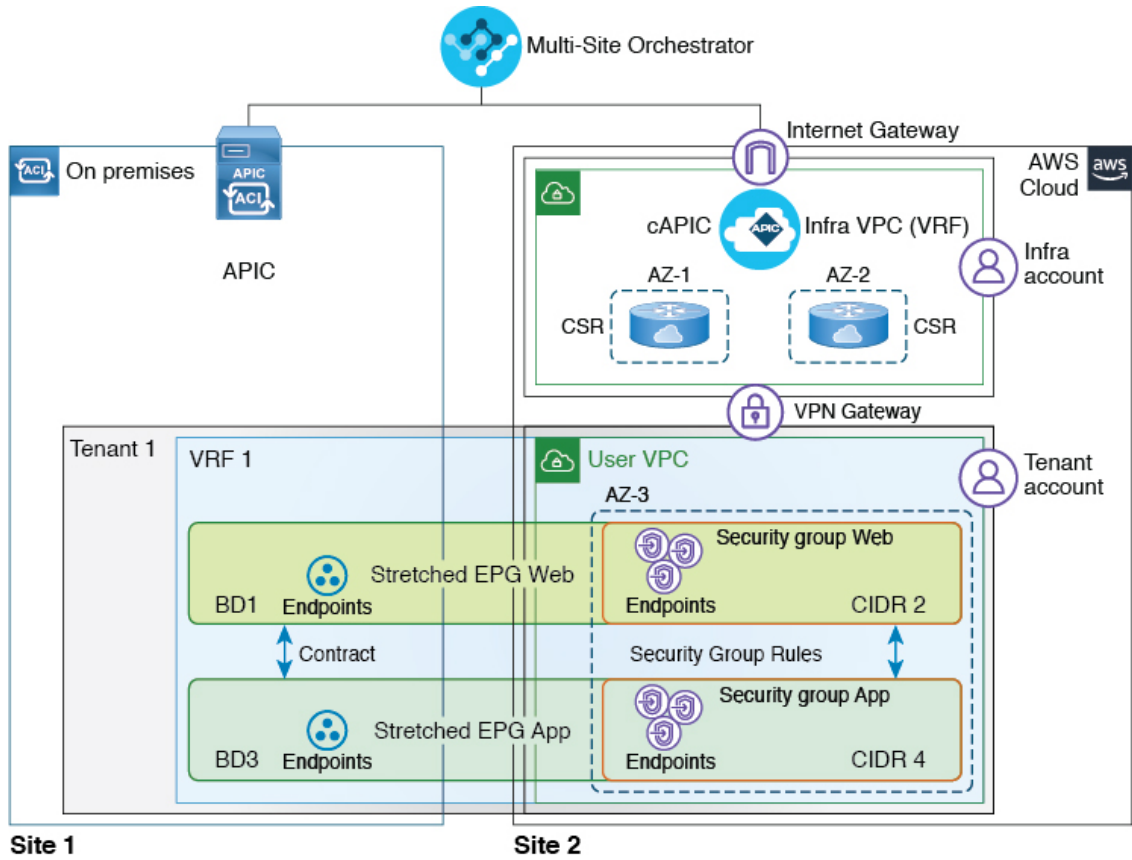 Multi-Site Orchestrator
Internet Gateway
ACI
On premises
APIC
ACI
APIC
AWS
Cloud
aws
cAPIC
APIC
Infra VPC (VRF)
Infra
account
AZ-1
AZ-2
CSR
CSR
VPN Gateway
Tenant 1
VRF 1
User VPC
Tenant
account
AZ-3
Security group Web
Stretched EPG Web
BD1
Endpoints
Endpoints
CIDR 2
Contract
Security Group Rules
Security group App
Stretched EPG App
BD3
Endpoints
Endpoints
CIDR 4
Site 1
Site 2